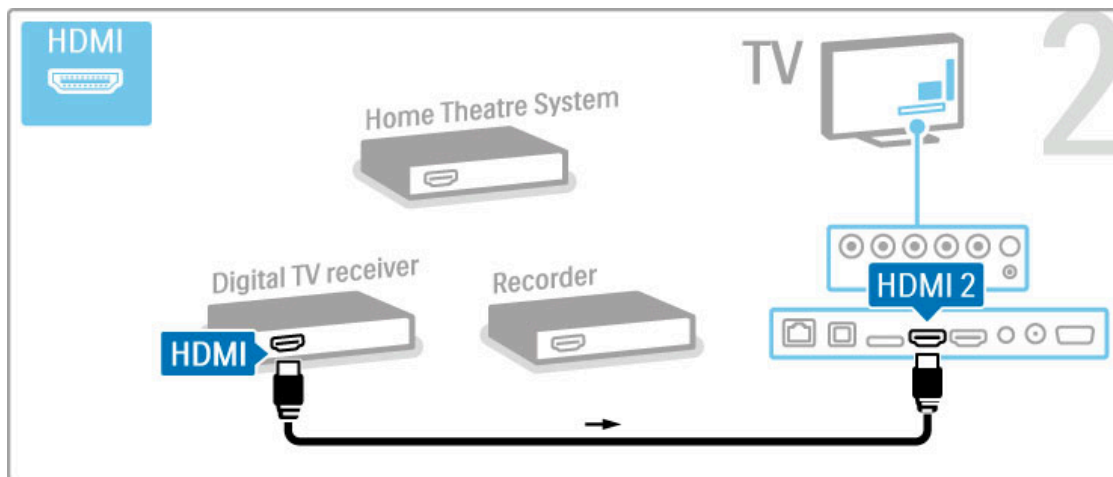 HDMI
TV
2
Home Theatre System
Digital TV receiver
Recorder
HDMI 2
HDMI